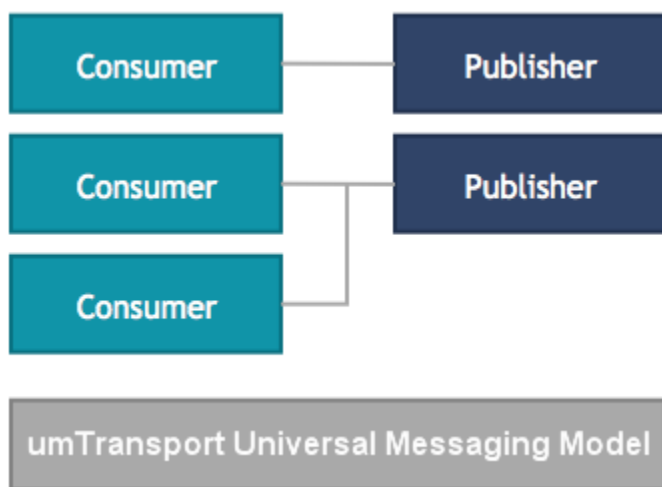 Consumer
Publisher
Consumer
Publisher
Consumer
umTransport Universal Messaging Model